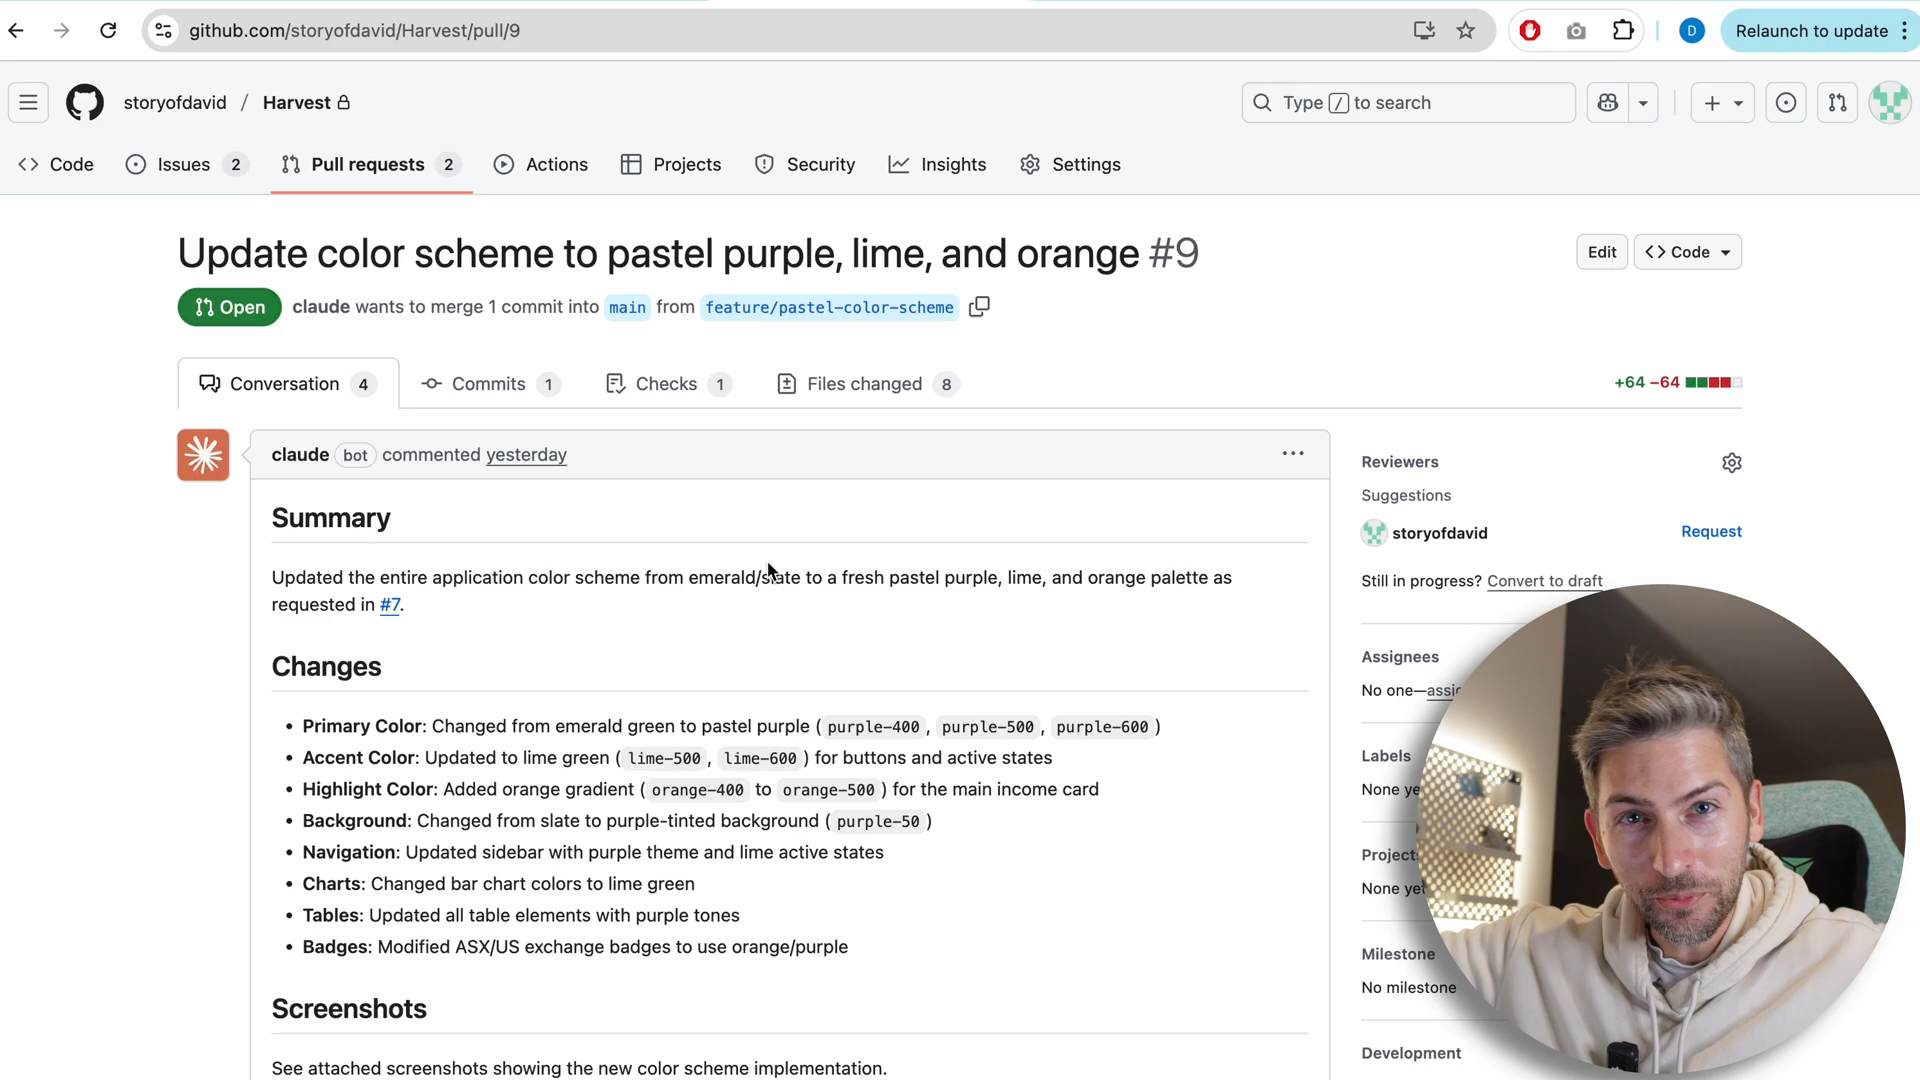 github.com/storyofdavid/Harvest/pull/9
D
Relaunch to update
storyofdavid / Harvest
Type / to search
Code
Issues 2
Pull requests 2
Actions
Projects
Security
Insights
Settings
Update color scheme to pastel purple, lime, and orange #9
Edit
<> Code
Open
claude wants to merge 1 commit into main from feature/pastel-color-scheme
Conversation 4
Commits 1
Checks 1
Files changed 8
+64 −64
claude bot commented yesterday
Summary
Updated the entire application color scheme from emerald/slate to a fresh pastel purple, lime, and orange palette as
requested in #7.
Changes
• Primary Color: Changed from emerald green to pastel purple ( purple-400 , purple-500 , purple-600 )
• Accent Color: Updated to lime green ( lime-500 , lime-600 ) for buttons and active states
• Highlight Color: Added orange gradient ( orange-400 to orange-500 ) for the main income card
• Background: Changed from slate to purple-tinted background ( purple-50 )
• Navigation: Updated sidebar with purple theme and lime active states
• Charts: Changed bar chart colors to lime green
• Tables: Updated all table elements with purple tones
• Badges: Modified ASX/US exchange badges to use orange/purple
Screenshots
See attached screenshots showing the new color scheme implementation.
Reviewers
Suggestions
storyofdavid
Request
Still in progress? Convert to draft
Assignees
No one—assi
Labels
None ye
Project
None ye
Milestone
No milestone
Development